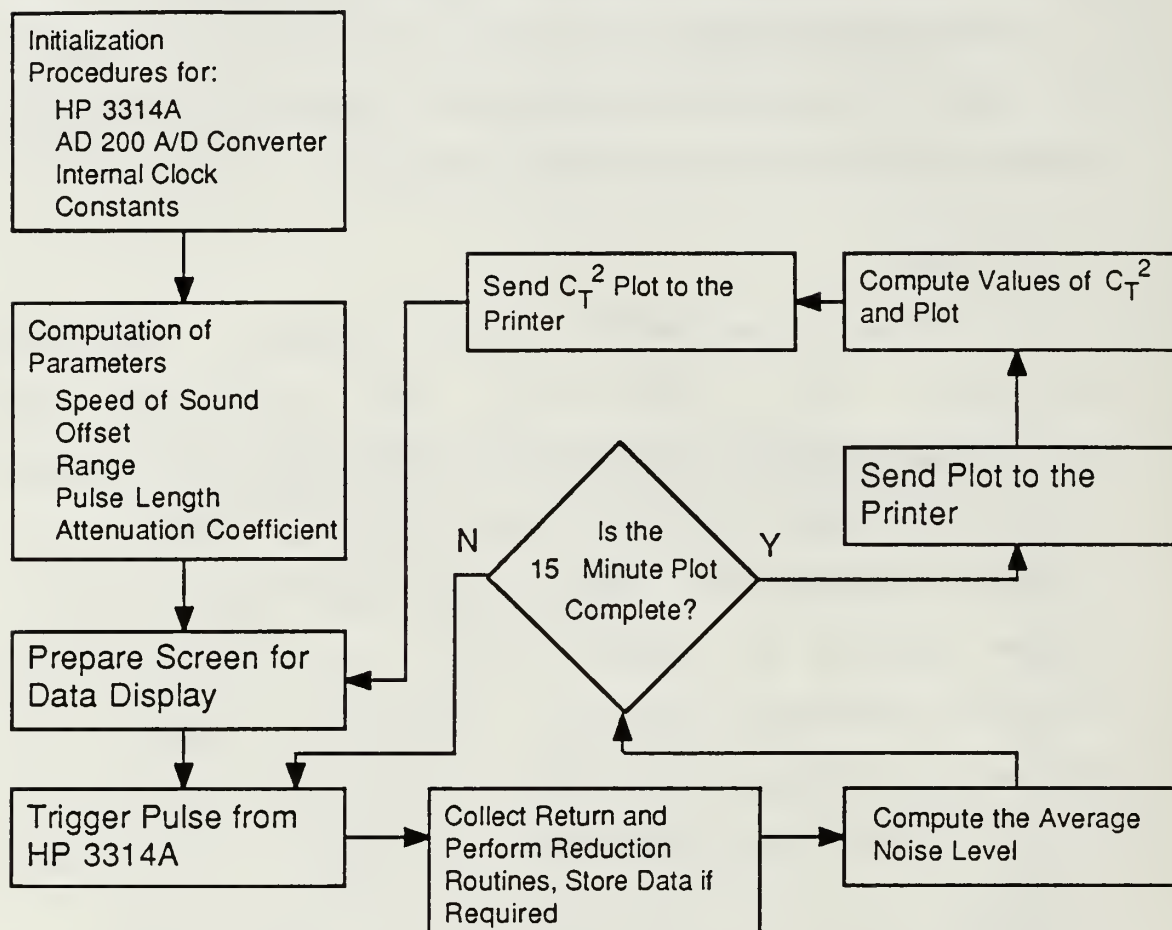 Initialization
Procedures for:
HP 3314A
AD 200 A/D Converter
Internal Clock
Constants
Computation of
Parameters
Speed of Sound
Offset
Range
Pulse Length
Attenuation Coefficient
Prepare Screen for
Data Display
Trigger Pulse from
HP 3314A
Collect Return and
Perform Reduction
Routines, Store Data if
Required
Compute the Average
Noise Level
Is the
15 Minute Plot
Complete?
N
Y
Send Plot to the
Printer
Compute Values of C_T^2
and Plot
Send C_T^2 Plot to the
Printer